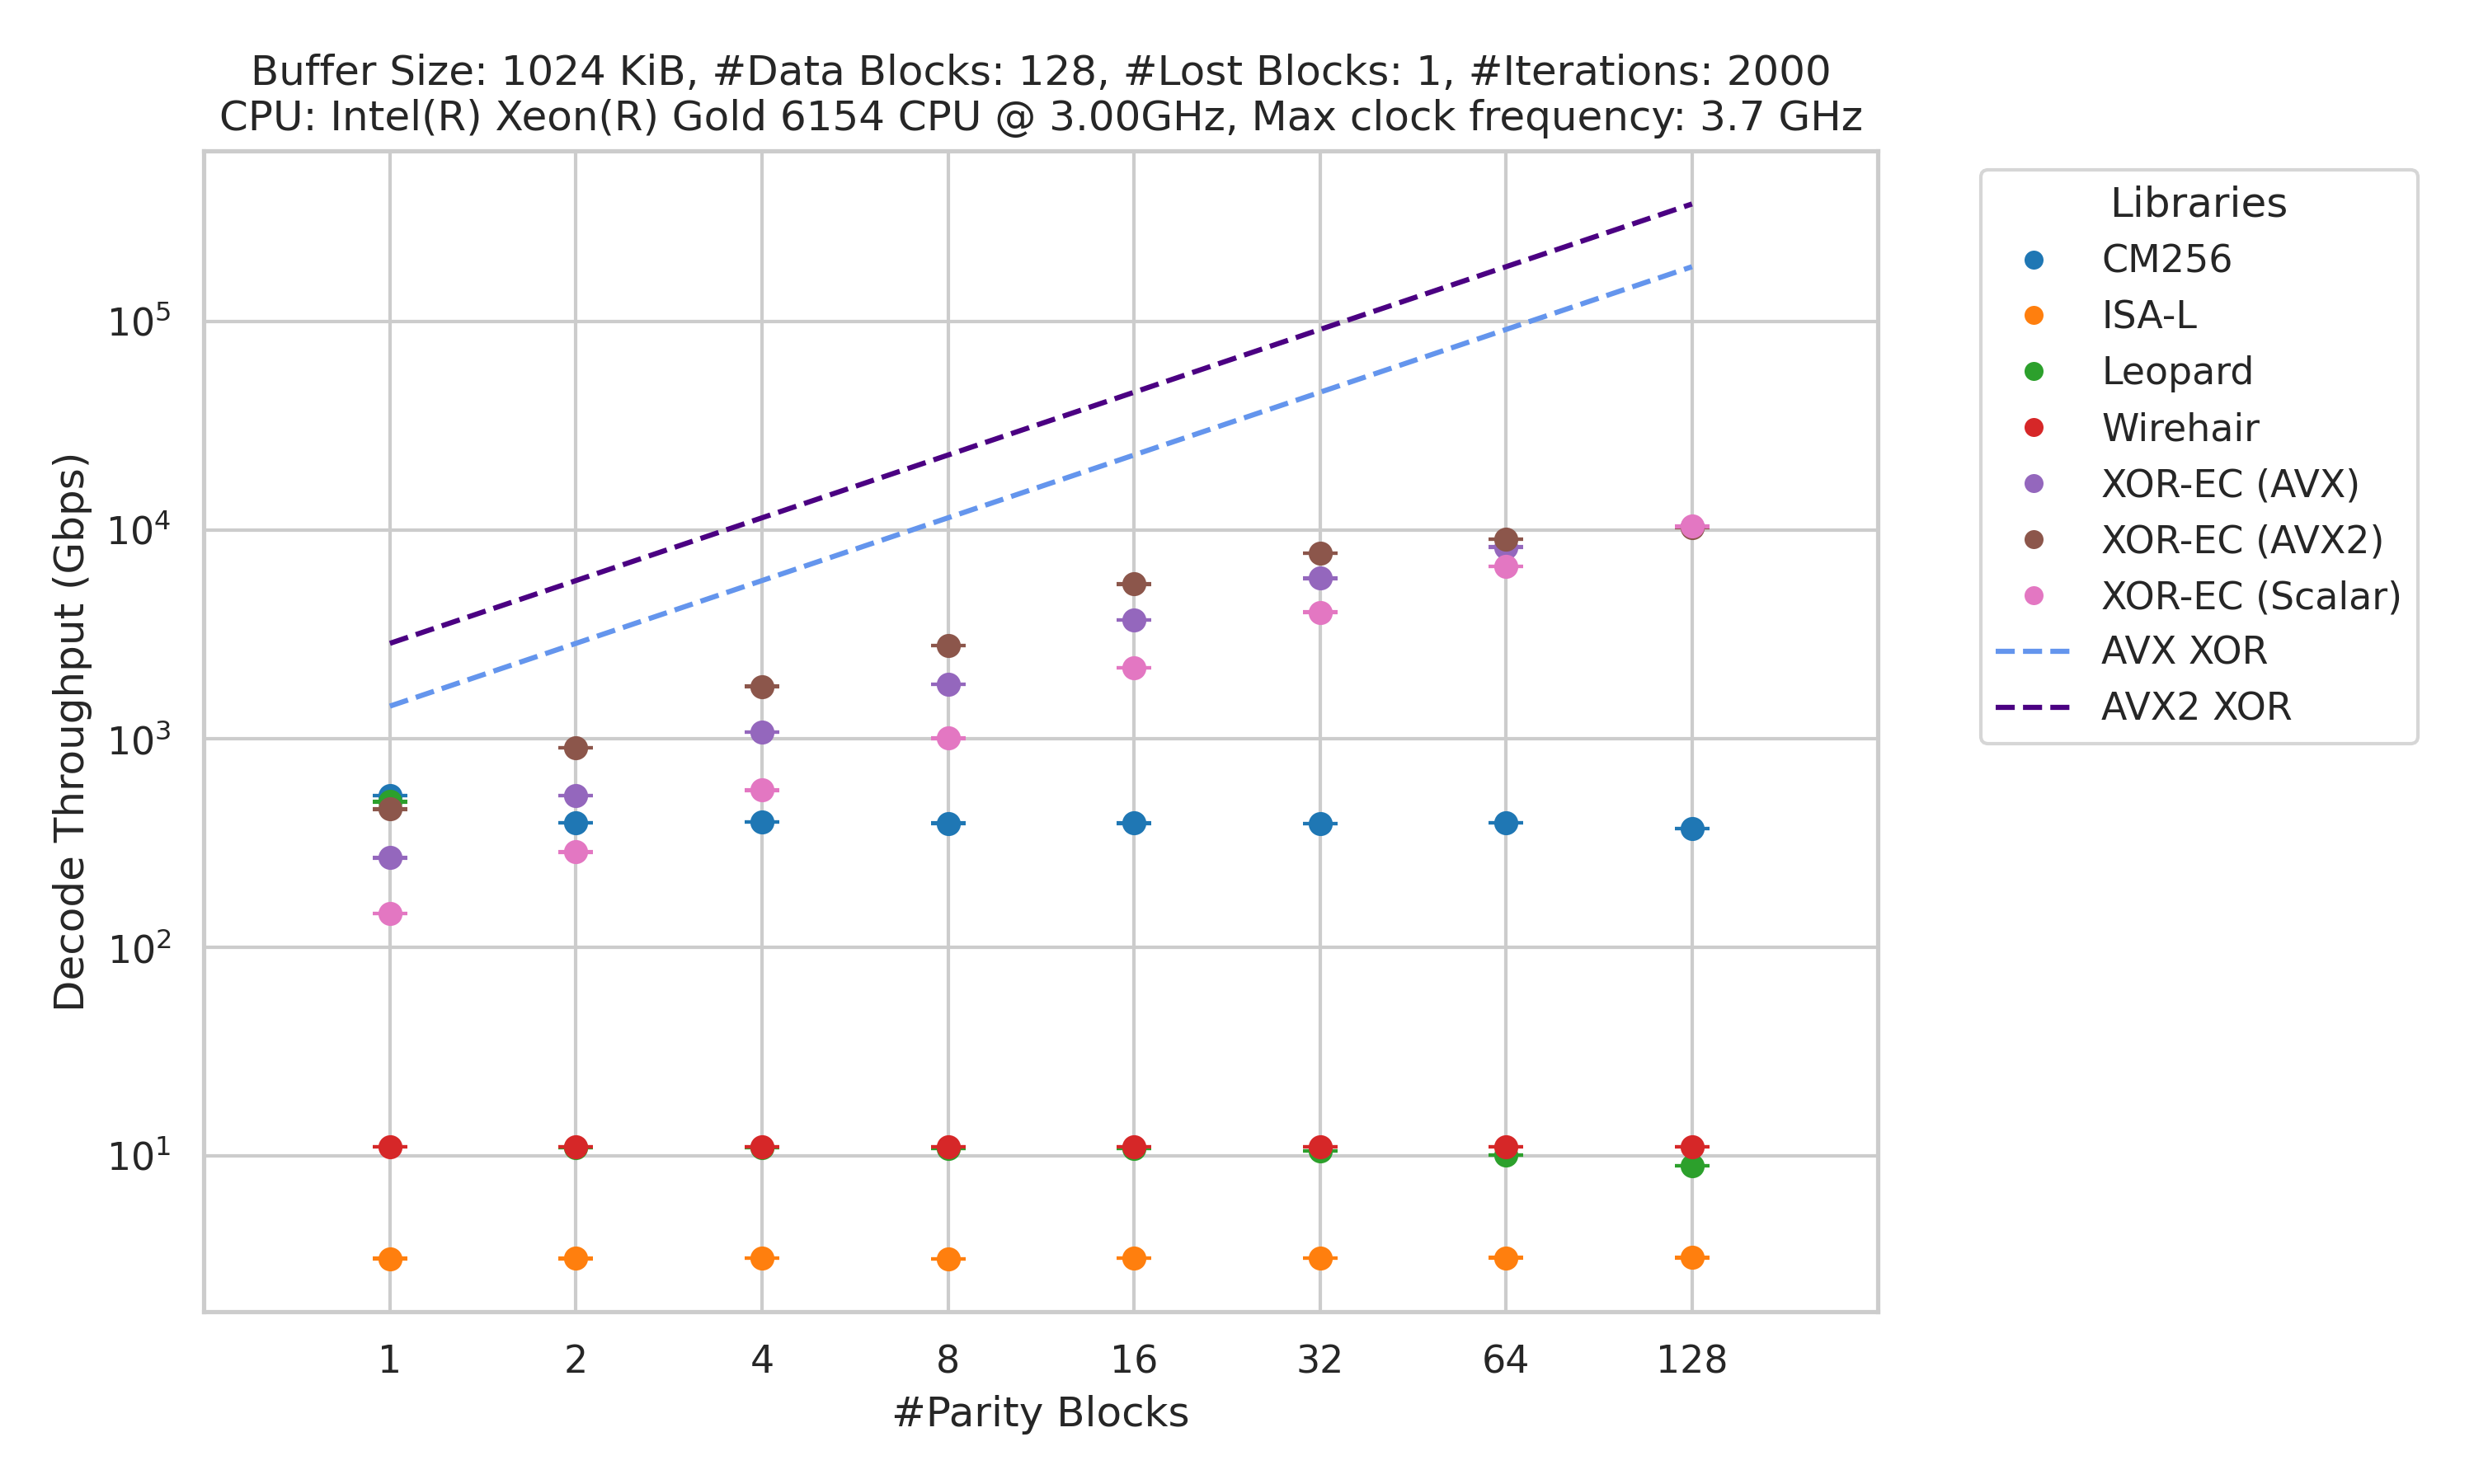 Buffer Size: 1024 KiB, #Data Blocks: 128, #Lost Blocks: 1, #Iterations: 2000
CPU: Intel(R) Xeon(R) Gold 6154 CPU @ 3.00GHz, Max clock frequency: 3.7 GHz
Decode Throughput (Gbps)
10⁵
10⁴
10³
10²
10¹
1 2 4 8 16 32 64 128
#Parity Blocks
Libraries
CM256
ISA-L
Leopard
Wirehair
XOR-EC (AVX)
XOR-EC (AVX2)
XOR-EC (Scalar)
AVX XOR
AVX2 XOR